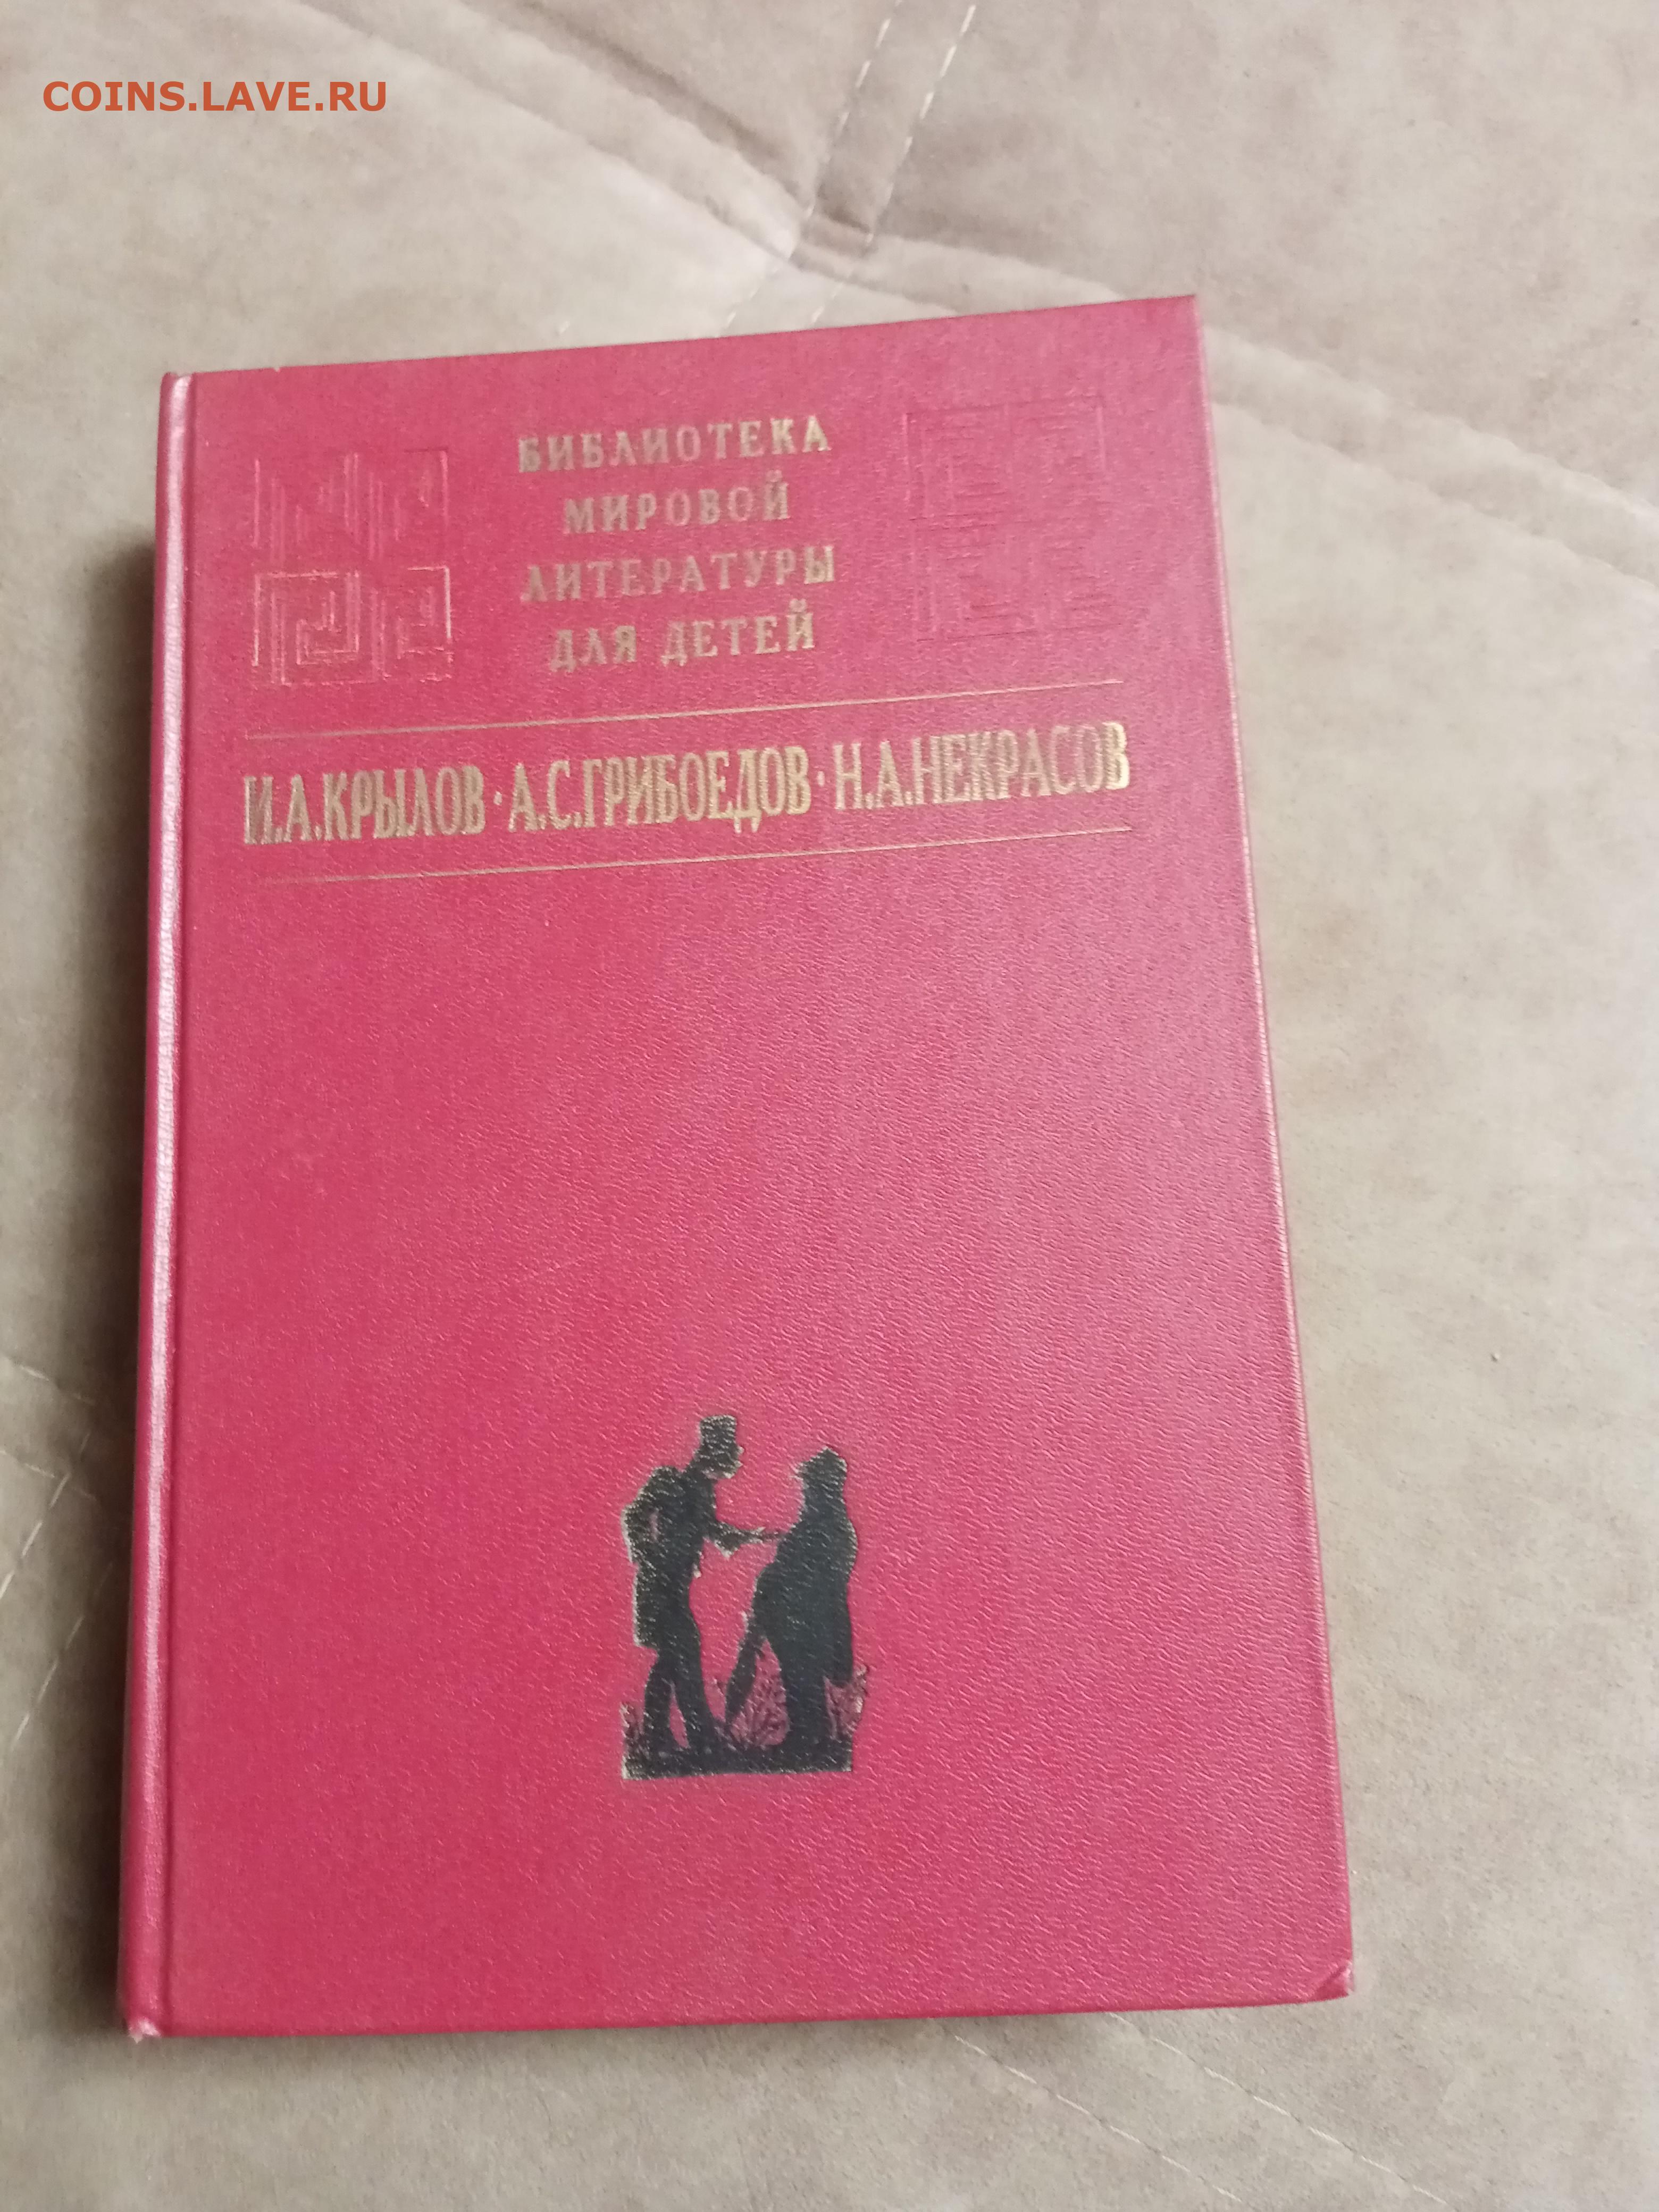 COINS.LAVE.RU
БИБЛИОТЕКА
МИРОВОЙ
ЛИТЕРАТУРЫ
ДЛЯ ДЕТЕЙ
И.А.КРЫЛОВ·А.С.ГРИБОЕДОВ·Н.А.НЕКРАСОВ